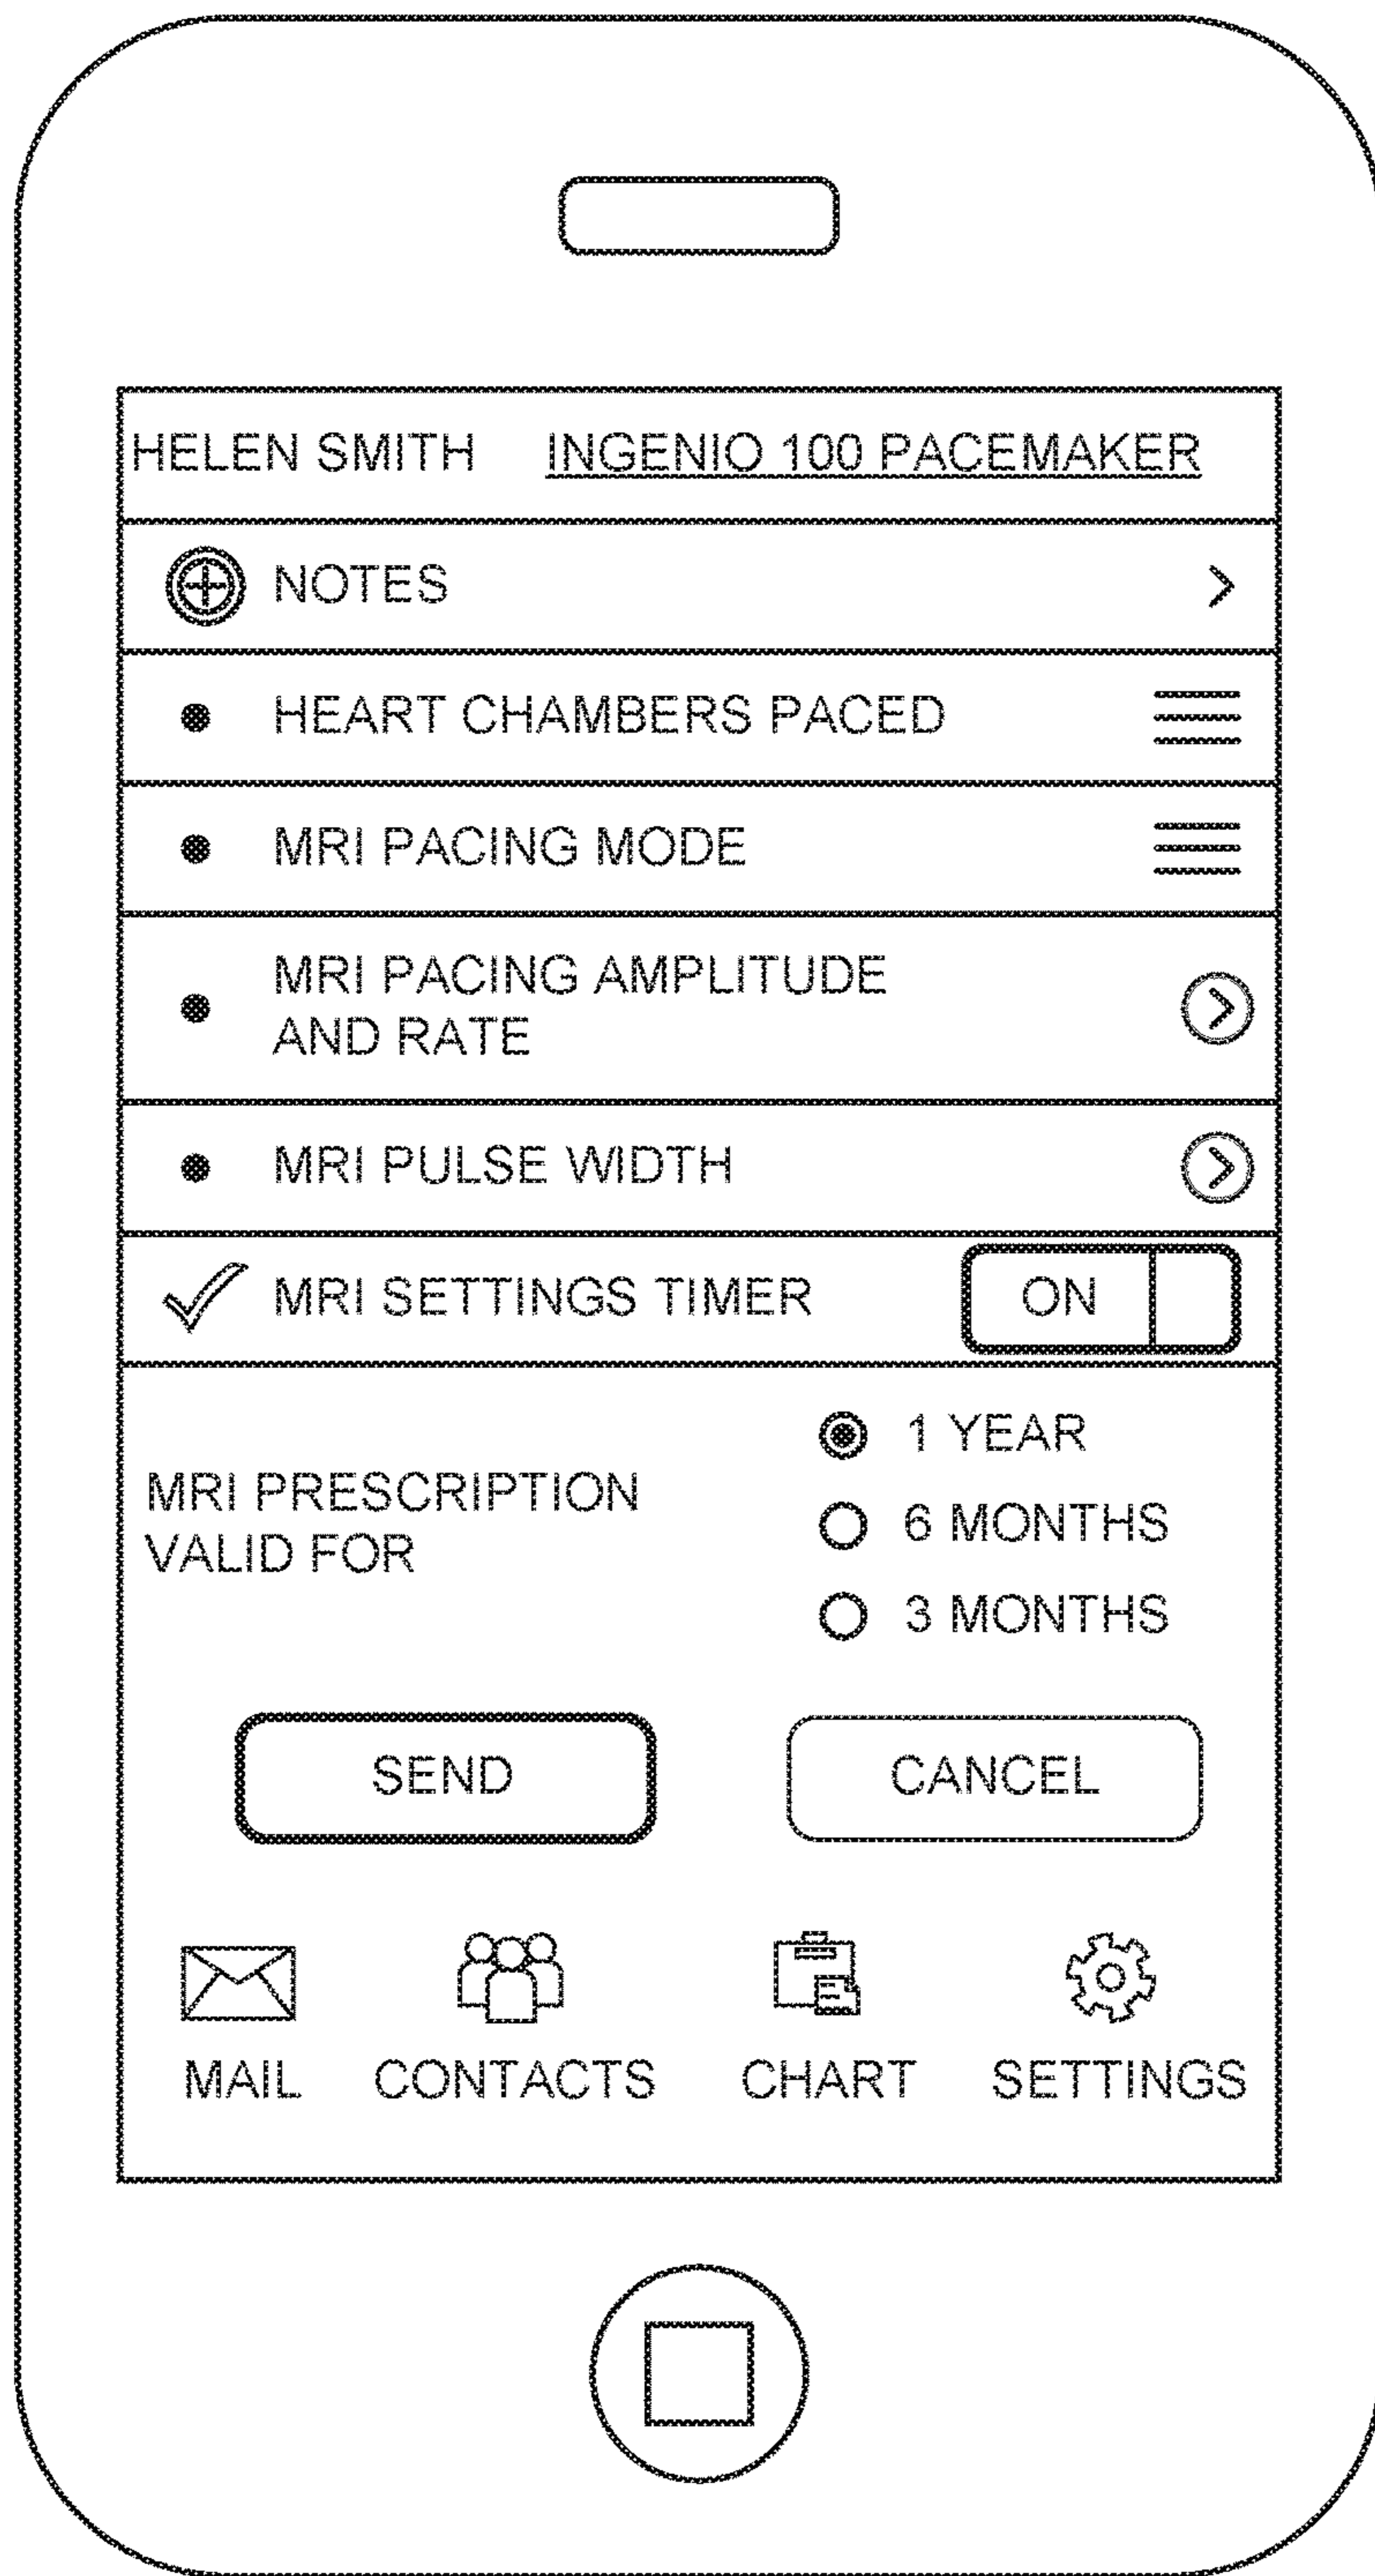 HELEN SMITH INGENIO 100 PACEMAKER
NOTES
HEART CHAMBERS PACED
MRI PACING MODE
MRI PACING AMPLITUDE
AND RATE
MRI PULSE WIDTH
MRI SETTINGS TIMER ON
MRI PRESCRIPTION
VALID FOR
1 YEAR
6 MONTHS
3 MONTHS
SEND CANCEL
MAIL CONTACTS CHART SETTINGS